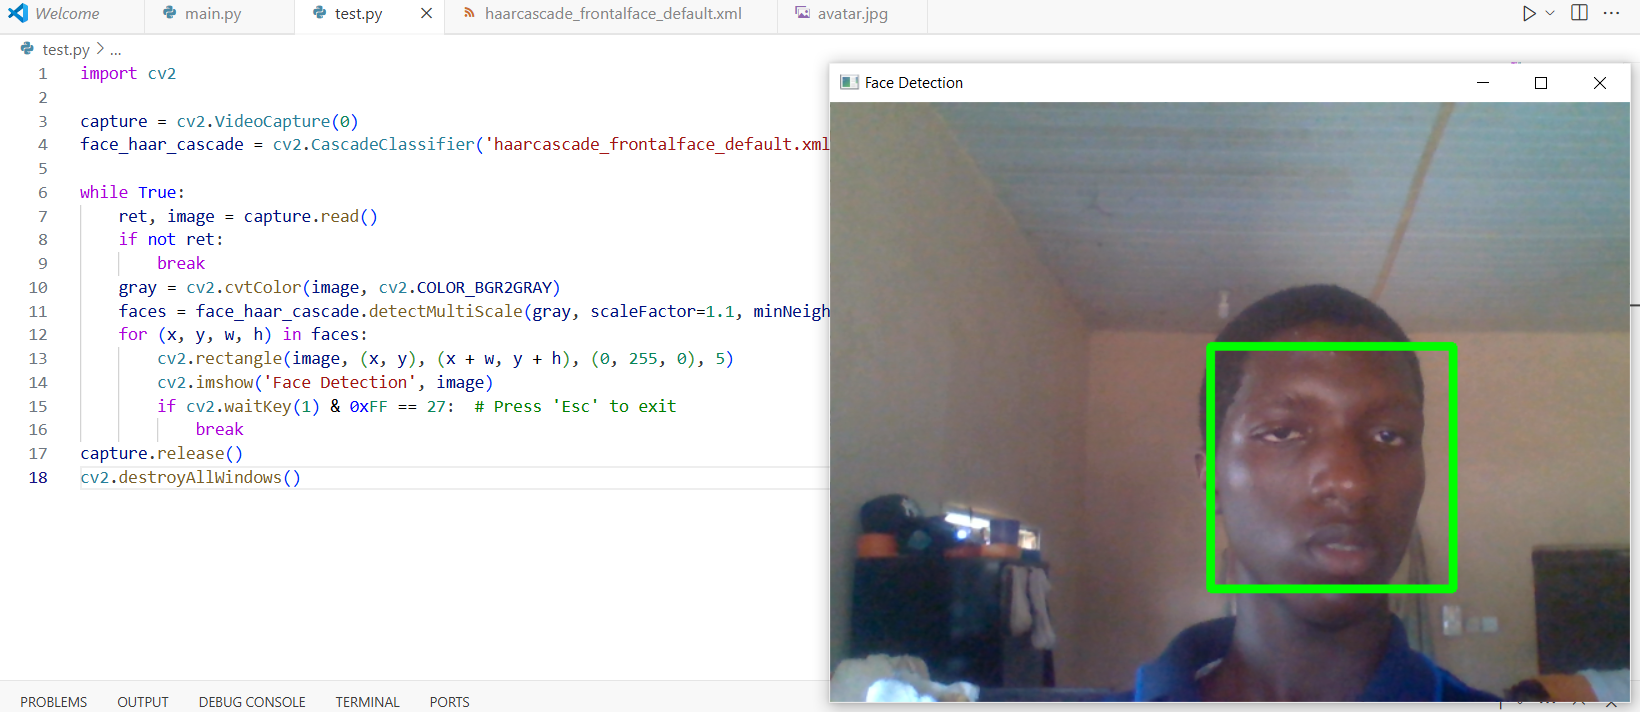 Welcome
main.py
test.py
haarcascade_frontalface_default.xml
avatar.jpg
test.py > ...
1 import cv2
2
3 capture = cv2.VideoCapture(0)
4 face_haar_cascade = cv2.CascadeClassifier('haarcascade_frontalface_default.xml
5
6 while True:
7 ret, image = capture.read()
8 if not ret:
9 break
10 gray = cv2.cvtColor(image, cv2.COLOR_BGR2GRAY)
11 faces = face_haar_cascade.detectMultiScale(gray, scaleFactor=1.1, minNeigh
12 for (x, y, w, h) in faces:
13 cv2.rectangle(image, (x, y), (x + w, y + h), (0, 255, 0), 5)
14 cv2.imshow('Face Detection', image)
15 if cv2.waitKey(1) & 0xFF == 27: # Press 'Esc' to exit
16 break
17 capture.release()
18 cv2.destroyAllWindows()
Face Detection
PROBLEMS OUTPUT DEBUG CONSOLE TERMINAL PORTS